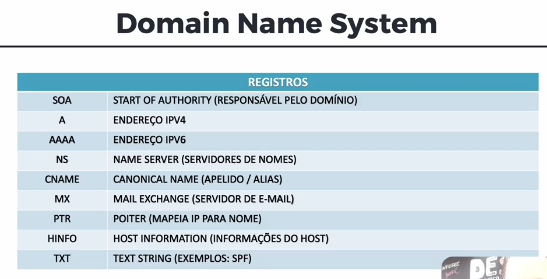 Domain Name System
REGISTROS
SOA START OF AUTHORITY (RESPONSÁVEL PELO DOMÍNIO)
A ENDEREÇO IPV4
AAAA ENDEREÇO IPV6
NS NAME SERVER (SERVIDORES DE NOMES)
CNAME CANONICAL NAME (APELIDO / ALIAS)
MX MAIL EXCHANGE (SERVIDOR DE E-MAIL)
PTR POITER (MAPEIA IP PARA NOME)
HINFO HOST INFORMATION (INFORMAÇÕES DO HOST)
TXT TEXT STRING (EXEMPLOS: SPF)